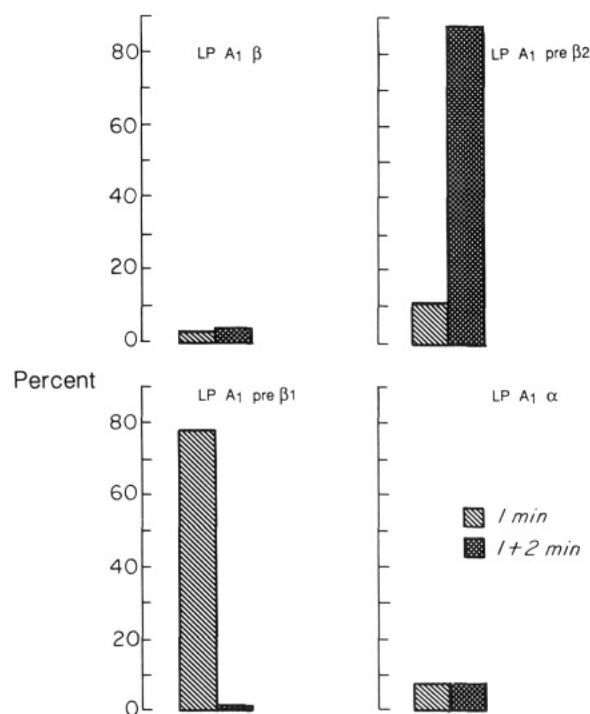 80
60
40
20
0
LP A₁ β
LP A₁ pre β2
Percent
80
60
40
20
0
LP A₁ pre β1
LP A₁ α
1 min
1+2 min